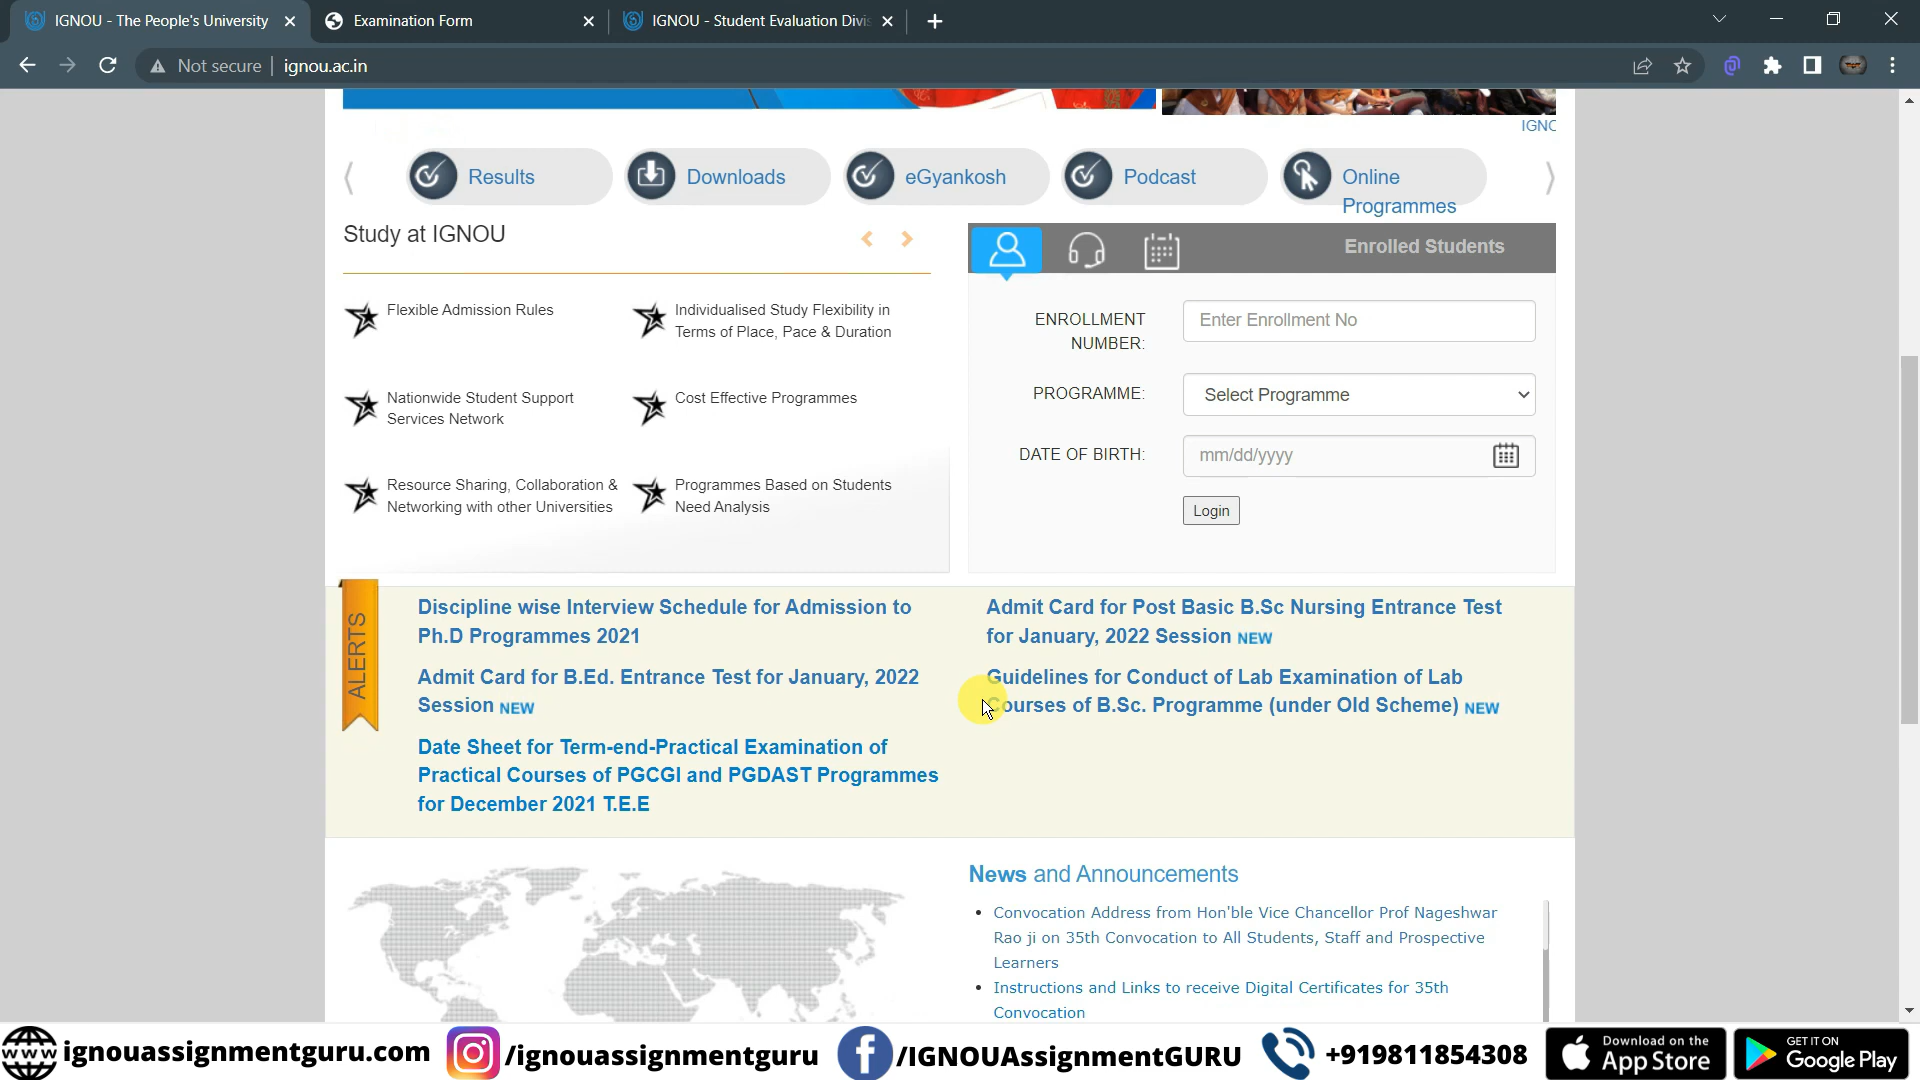 IGNOU - The People's University
Examination Form
IGNOU - Student Evaluation Divis
Not secure
ignou.ac.in
IGNO
Results
Downloads
eGyankosh
Podcast
Online
Programmes
Study at IGNOU
Flexible Admission Rules
Individualised Study Flexibility in
Terms of Place, Pace & Duration
Nationwide Student Support
Services Network
Cost Effective Programmes
Resource Sharing, Collaboration &
Networking with other Universities
Programmes Based on Students
Need Analysis
Enrolled Students
ENROLLMENT
NUMBER:
Enter Enrollment No
PROGRAMME:
Select Programme
DATE OF BIRTH:
mm/dd/yyyy
Login
ALERTS
Discipline wise Interview Schedule for Admission to
Ph.D Programmes 2021
Admit Card for B.Ed. Entrance Test for January, 2022
Session NEW
Date Sheet for Term-end-Practical Examination of
Practical Courses of PGCGI and PGDAST Programmes
for December 2021 T.E.E
Admit Card for Post Basic B.Sc Nursing Entrance Test
for January, 2022 Session NEW
Guidelines for Conduct of Lab Examination of Lab
Courses of B.Sc. Programme (under Old Scheme) NEW
News and Announcements
Convocation Address from Hon'ble Vice Chancellor Prof Nageshwar
Rao ji on 35th Convocation to All Students, Staff and Prospective
Learners
Instructions and Links to receive Digital Certificates for 35th
Convocation
www ignouassignmentguru.com
/ignouassignmentguru
/IGNOUAssignmentGURU
+919811854308
Download on the
App Store
GET IT ON
Google Play